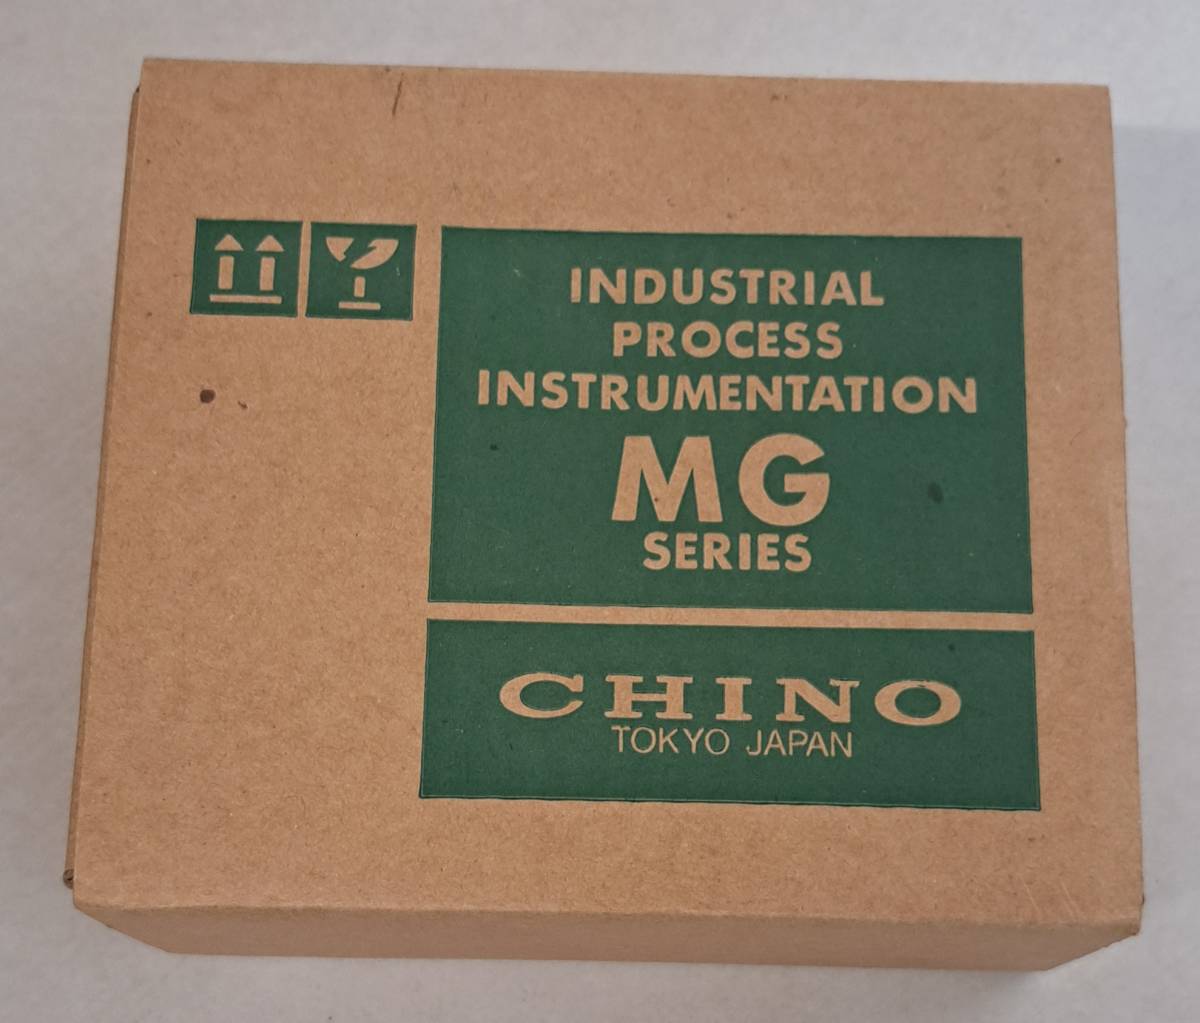 INDUSTRIAL
PROCESS
INSTRUMENTATION
MG
SERIES
CHINO
TOKYO JAPAN